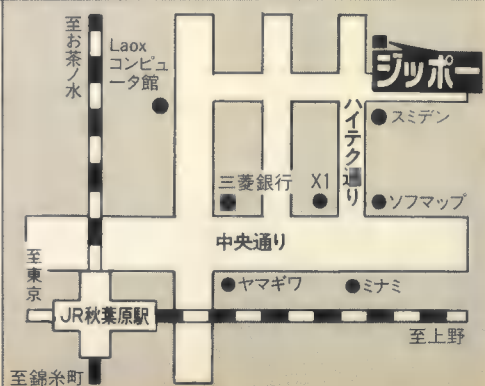 至お茶ノ水
Laox
コンピュ
ータ館
ジッポー
スミデン
ハイテク通り
三菱銀行
X1
ソフマップ
中央通り
至東京
ヤマギワ
ミナミ
JR秋葉原駅
至上野
至錦糸町